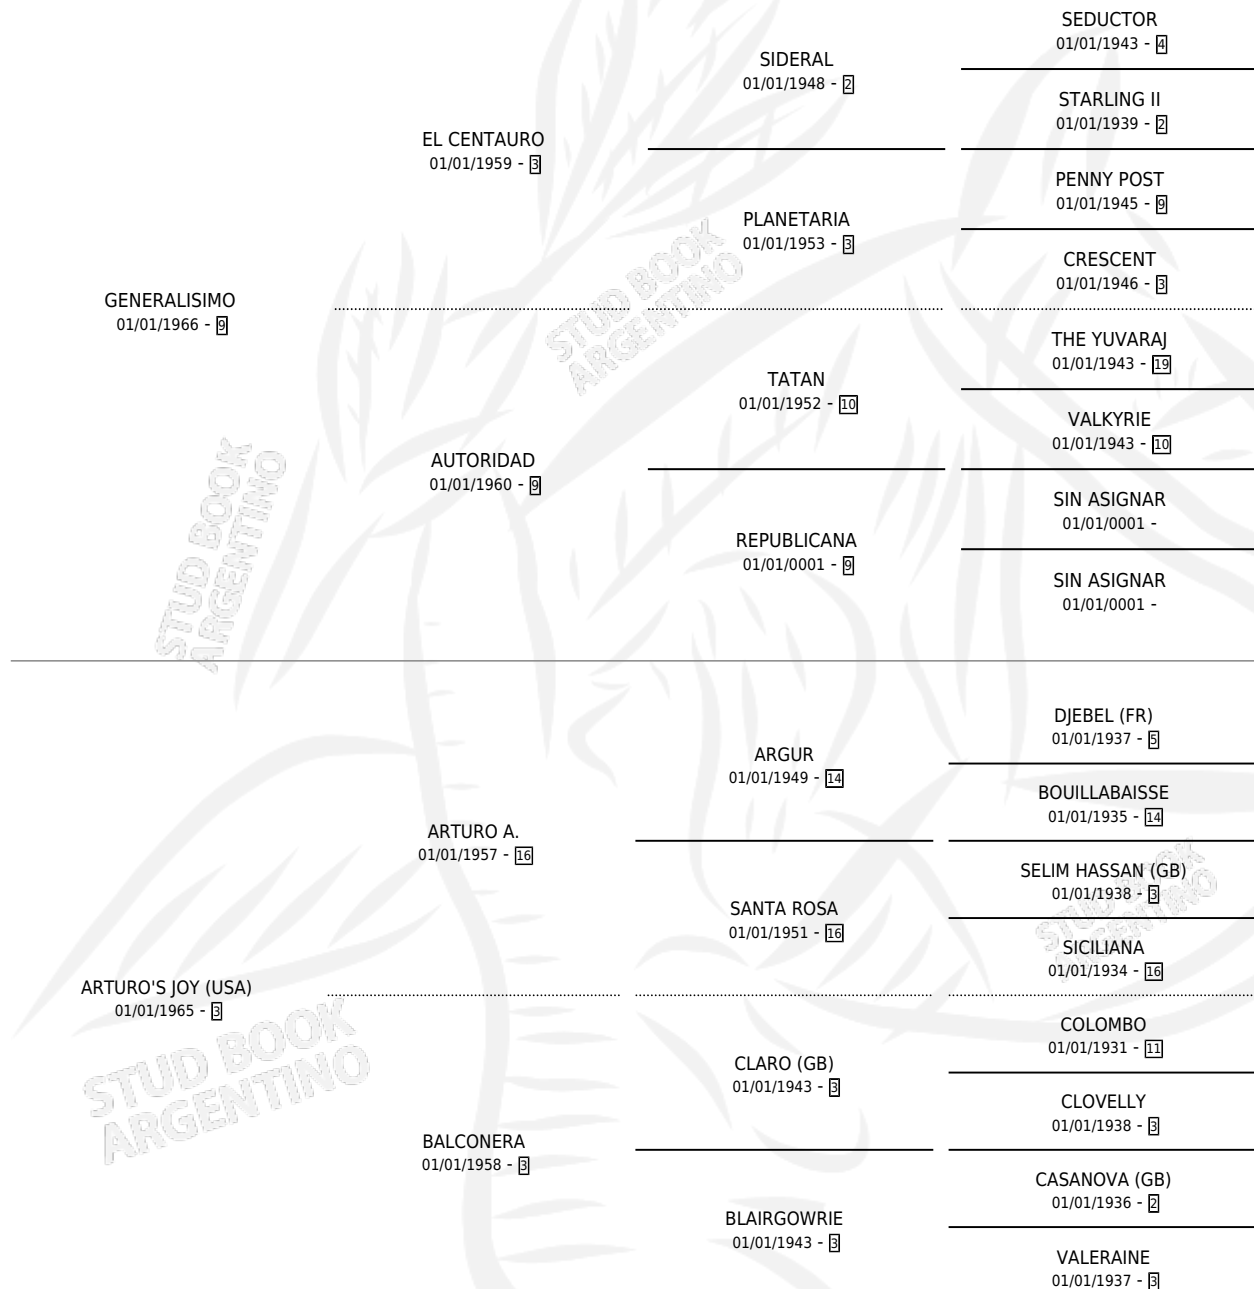 GENERALISIMO
01/01/1966 - 9
EL CENTAURO
01/01/1959 - 3
SIDERAL
01/01/1948 - 2
SEDUCTOR
01/01/1943 - 4
STARLING II
01/01/1939 - 2
PLANETARIA
01/01/1953 - 3
PENNY POST
01/01/1945 - 9
CRESCENT
01/01/1946 - 3
AUTORIDAD
01/01/1960 - 9
TATAN
01/01/1952 - 10
THE YUVARAJ
01/01/1943 - 19
VALKYRIE
01/01/1943 - 10
REPUBLICANA
01/01/0001 - 9
SIN ASIGNAR
01/01/0001 -
SIN ASIGNAR
01/01/0001 -
ARTURO'S JOY (USA)
01/01/1965 - 3
ARTURO A.
01/01/1957 - 16
ARGUR
01/01/1949 - 14
DJEBEL (FR)
01/01/1937 - 5
BOUILLABAISSE
01/01/1935 - 14
SANTA ROSA
01/01/1951 - 16
SELIM HASSAN (GB)
01/01/1938 - 3
SICILIANA
01/01/1934 - 16
BALCONERA
01/01/1958 - 3
CLARO (GB)
01/01/1943 - 3
COLOMBO
01/01/1931 - 11
CLOVELLY
01/01/1938 - 3
BLAIRGOWRIE
01/01/1943 - 3
CASANOVA (GB)
01/01/1936 - 2
VALERAINE
01/01/1937 - 3
STUD BOOK
ARGENTINO
STUD BOOK
ARGENTINO
STUD BOOK
ARGENTINO
STUD BOOK
ARGENTINO